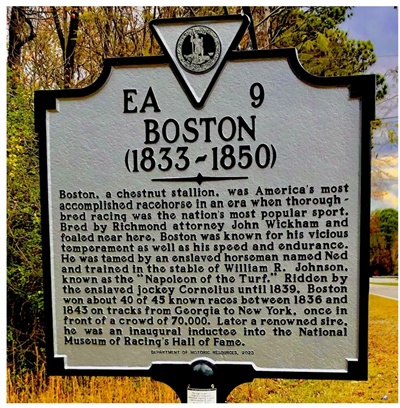 EA 9
BOSTON
(1833~1850)
Boston, a chestnut stallion, was America's most
accomplished racehorse in an era when thorough-
bred racing was the nation's most popular sport.
Bred by Richmond attorney John Wickham and
foaled near here, Boston was known for his vicious
temperament as well as his speed and endurance.
He was tamed by an enslaved horseman named Ned
and trained in the stable of William R. Johnson,
known as the "Napoleon of the Turf." Ridden by
the enslaved jockey Cornelius until 1839, Boston
won about 40 of 45 known races between 1836 and
1843 on tracks from Georgia to New York, once in
front of a crowd of 70,000. Later a renowned sire,
he was an inaugural inductee into the National
Museum of Racing's Hall of Fame.
DEPARTMENT OF HISTORIC RESOURCES, 2023